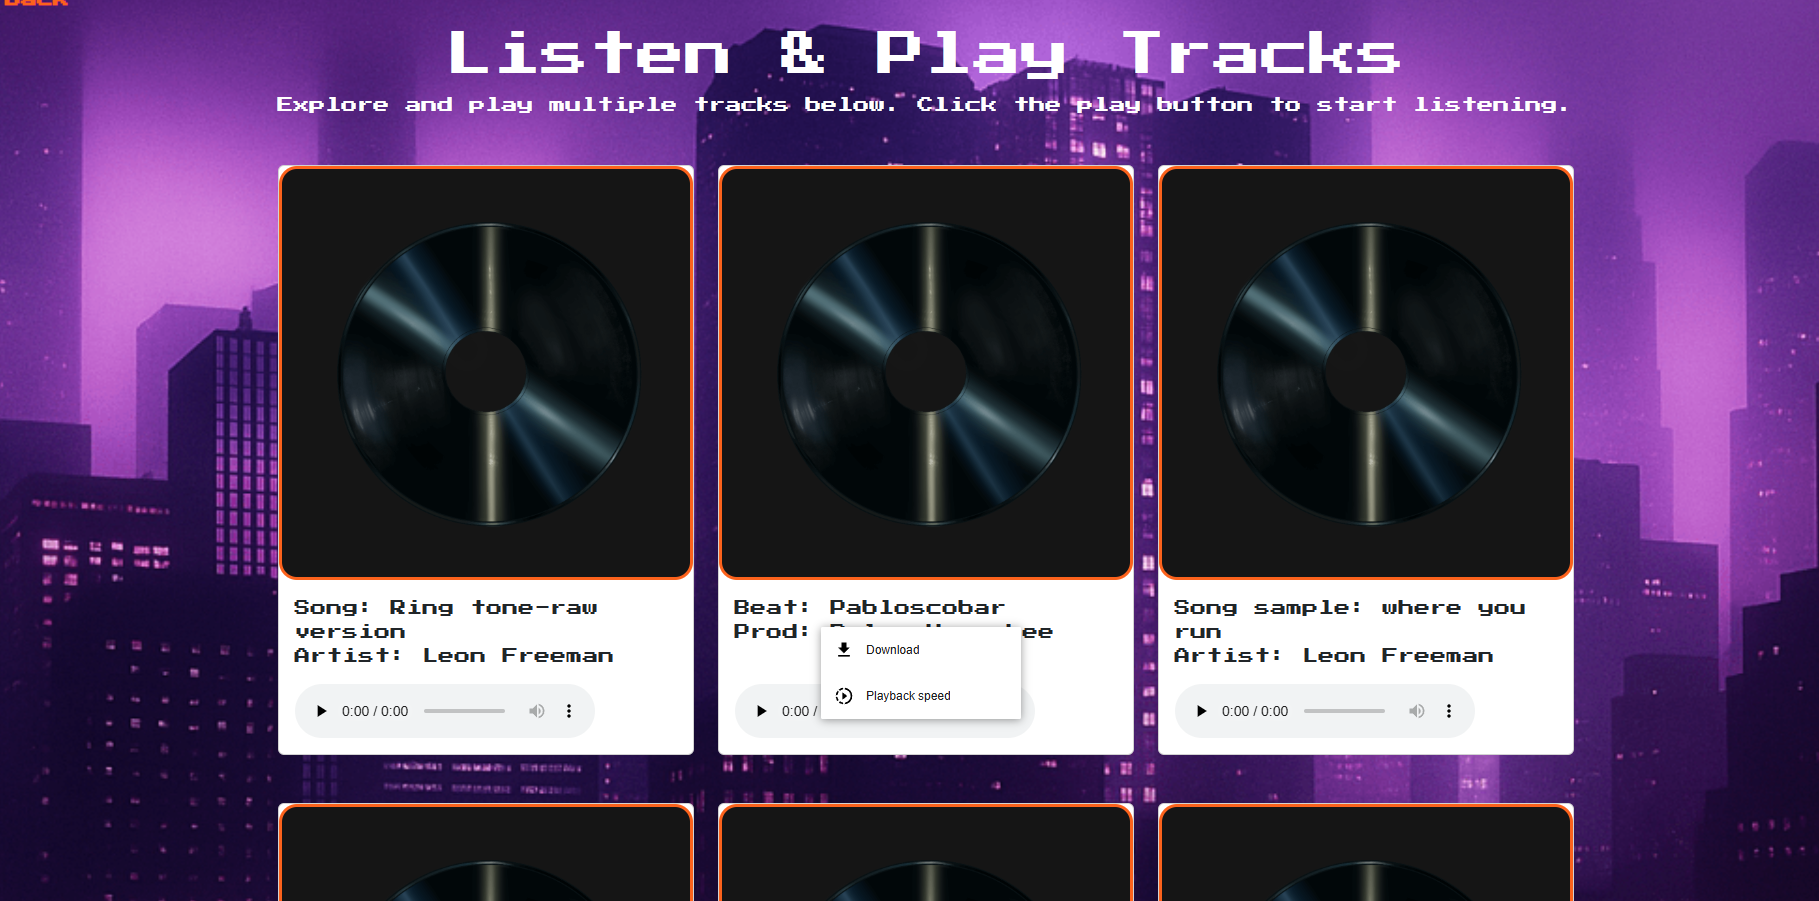 Back
Listen & Play Tracks
Explore and play multiple tracks below. Click the play button to start listening.
Song: Ring tone-raw
version
Artist: Leon Freeman
0:00 / 0:00
Beat: Pabloscobar
Prod:
Download
Playback speed
0:00 /
Song sample: where you
run
Artist: Leon Freeman
0:00 / 0:00